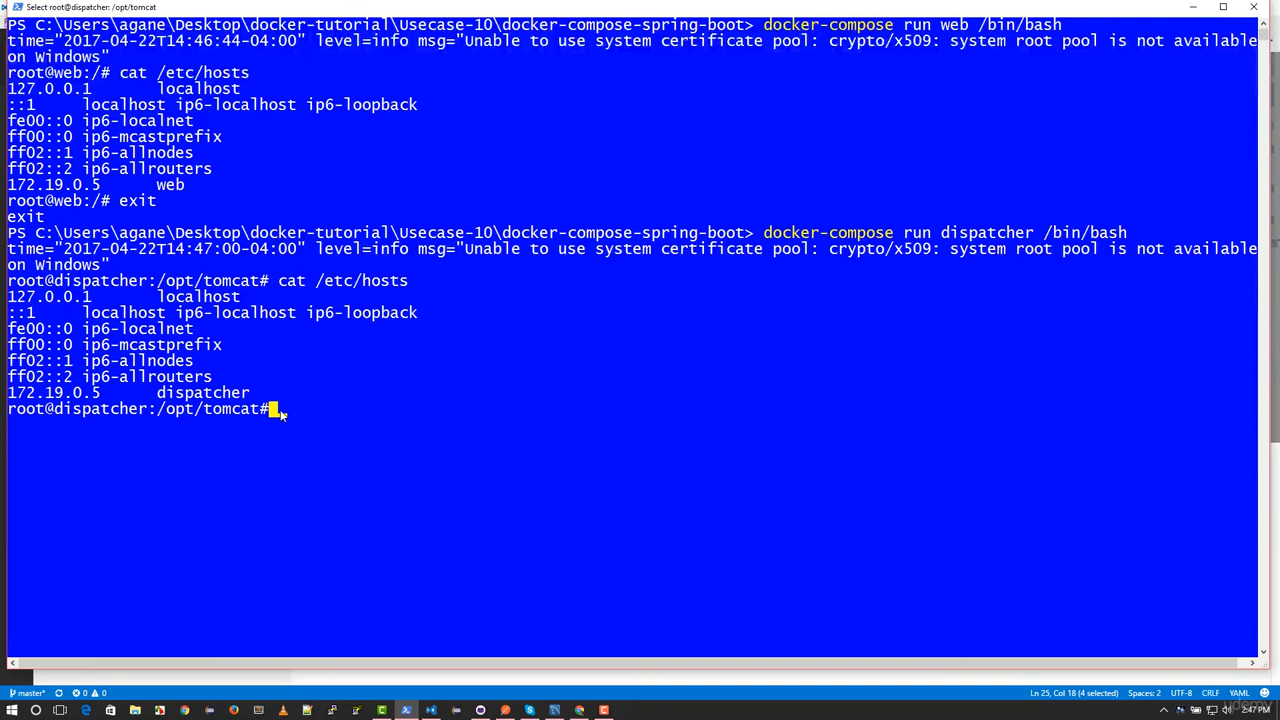 Select root@dispatcher: /opt/tomcat
PS C:\Users\agane\Desktop\docker-tutorial\Usecase-10\docker-compose-spring-boot> docker-compose run web /bin/bash
time="2017-04-22T14:46:44-04:00" level=info msg="Unable to use system certificate pool: crypto/x509: system root pool is not available
on Windows"
root@web:/# cat /etc/hosts
127.0.0.1 localhost
::1 localhost ip6-localhost ip6-loopback
fe00::0 ip6-localnet
ff00::0 ip6-mcastprefix
ff02::1 ip6-allnodes
ff02::2 ip6-allrouters
172.19.0.5 web
root@web:/# exit
exit
PS C:\Users\agane\Desktop\docker-tutorial\Usecase-10\docker-compose-spring-boot> docker-compose run dispatcher /bin/bash
time="2017-04-22T14:47:00-04:00" level=info msg="Unable to use system certificate pool: crypto/x509: system root pool is not available
on Windows"
root@dispatcher:/opt/tomcat# cat /etc/hosts
127.0.0.1 localhost
::1 localhost ip6-localhost ip6-loopback
fe00::0 ip6-localnet
ff00::0 ip6-mcastprefix
ff02::1 ip6-allnodes
ff02::2 ip6-allrouters
172.19.0.5 dispatcher
root@dispatcher:/opt/tomcat#
master* 0 0 Ln 25, Col 18 (4 selected) Spaces: 2 UTF-8 CRLF YAML
2:47 PM
udemy